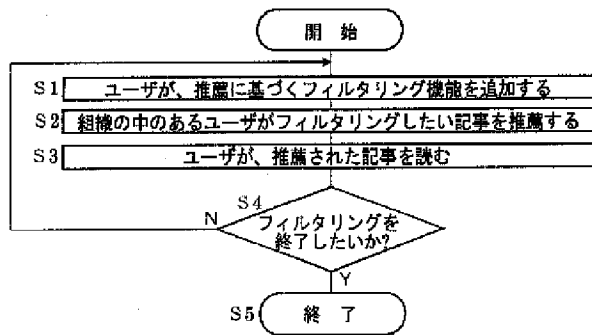 開 始
S1 ユーザが、推薦に基づくフィルタリング機能を追加する
S2 組織の中のあるユーザがフィルタリングしたい記事を推薦する
S3 ユーザが、推薦された記事を読む
S4
N
フィルタリングを
終了したいか?
Y
S5 終 了